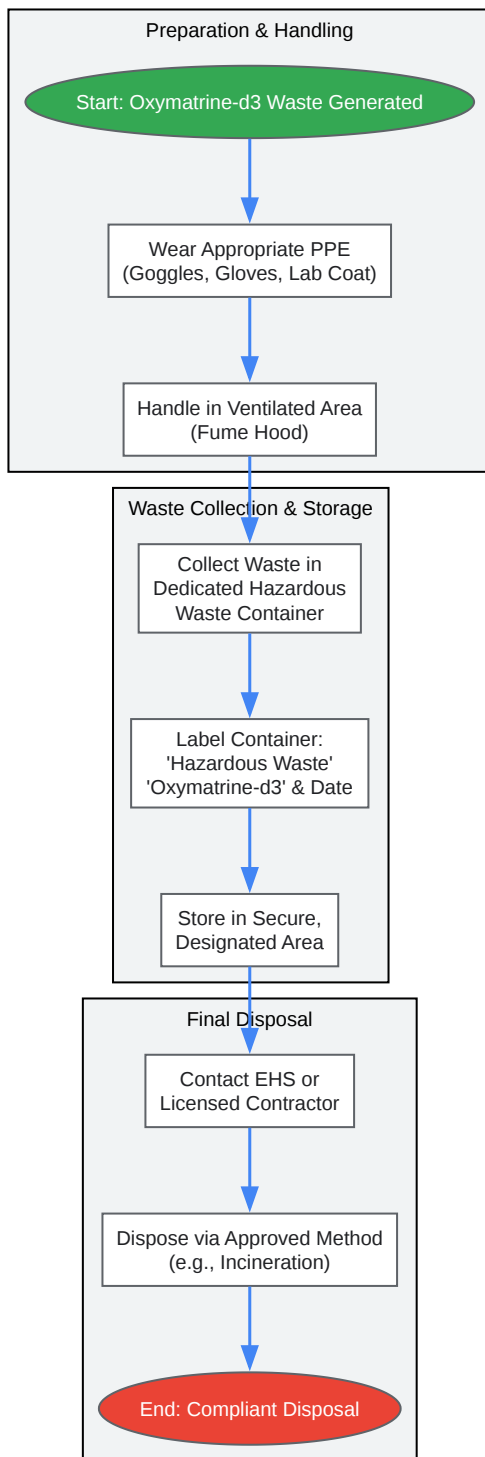 Preparation & Handling
Start: Oxymatrine-d3 Waste Generated
Wear Appropriate PPE
(Goggles, Gloves, Lab Coat)
Handle in Ventilated Area
(Fume Hood)
Waste Collection & Storage
Collect Waste in
Dedicated Hazardous
Waste Container
Label Container:
'Hazardous Waste'
'Oxymatrine-d3' & Date
Store in Secure,
Designated Area
Final Disposal
Contact EHS or
Licensed Contractor
Dispose via Approved Method
(e.g., Incineration)
End: Compliant Disposal